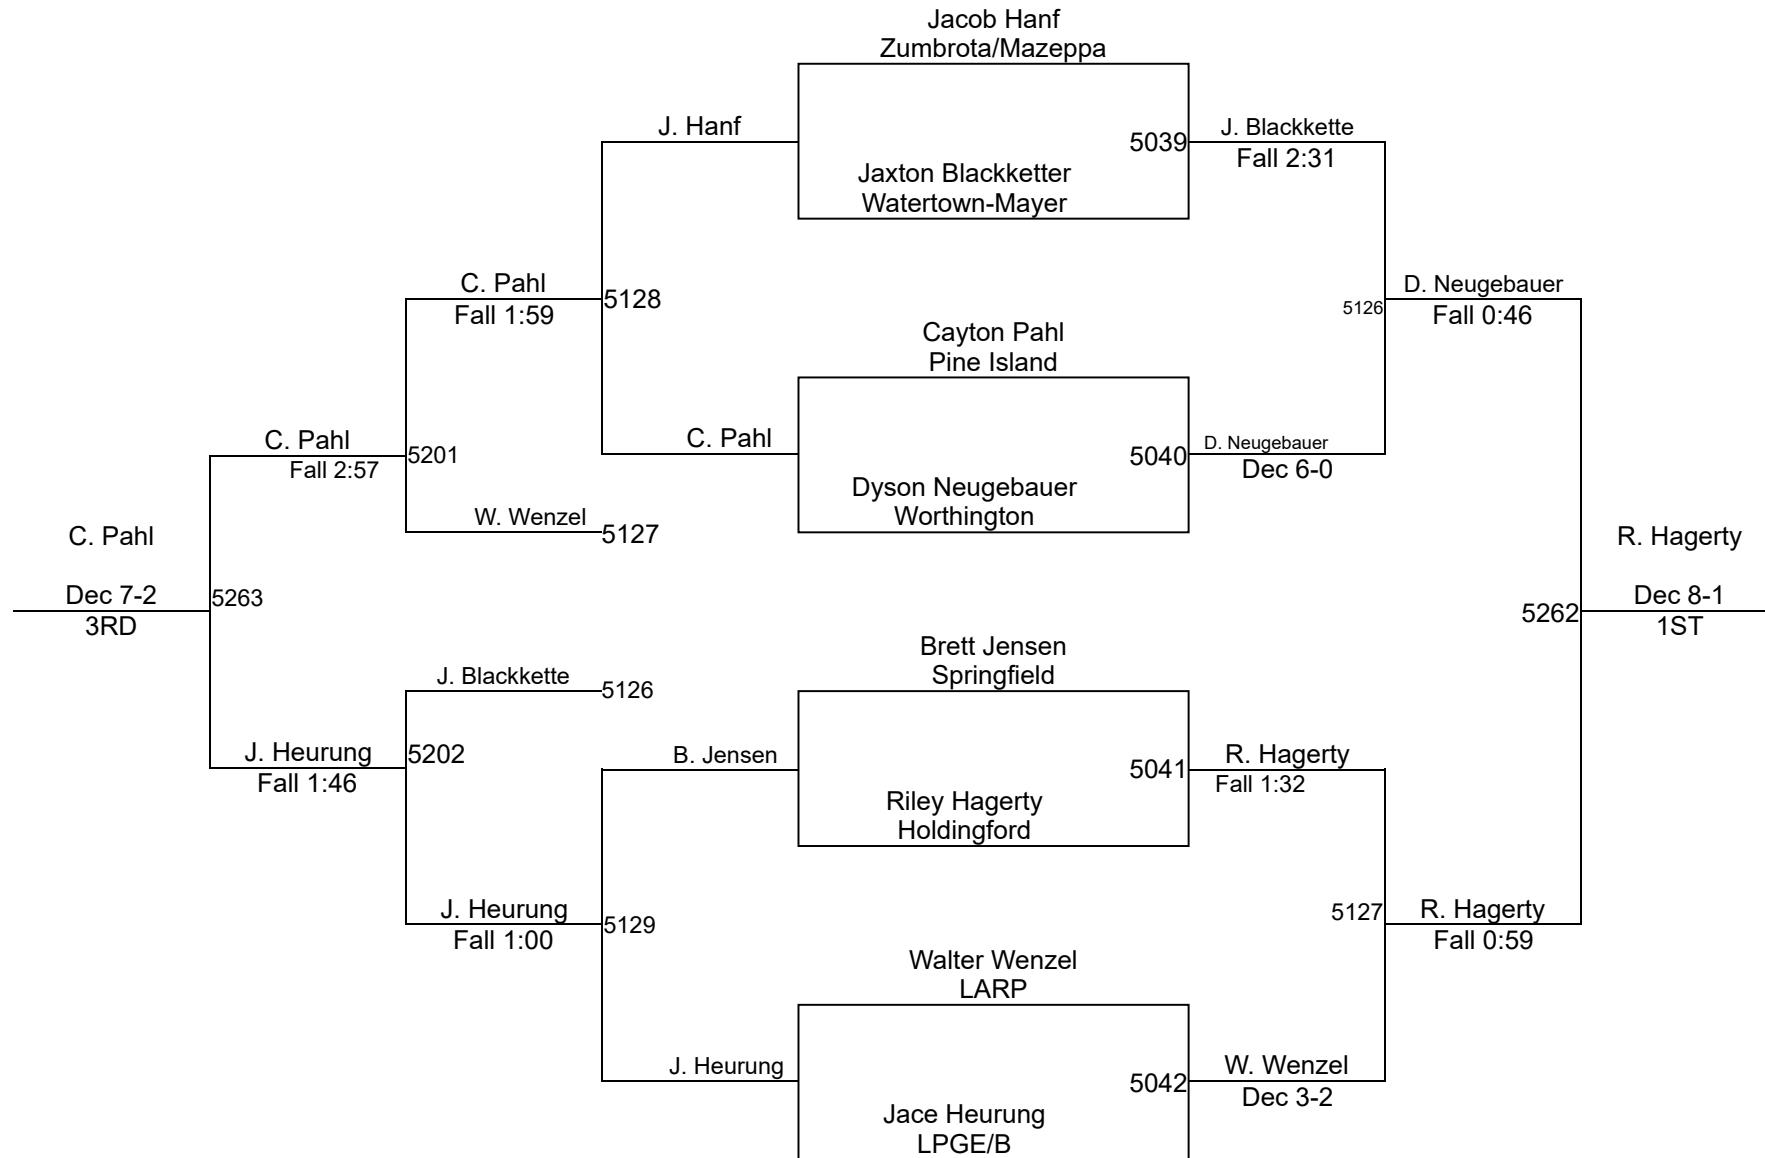 Jacob Hanf
Zumbrota/Mazeppa
J. Hanf
5039
J. Blackkette
Fall 2:31
Jaxton Blackketter
Watertown-Mayer
C. Pahl
Fall 1:59
5128
5126
D. Neugebauer
Fall 0:46
Cayton Pahl
Pine Island
C. Pahl
Fall 2:57
5201
C. Pahl
5040
D. Neugebauer
Dec 6-0
Dyson Neugebauer
Worthington
W. Wenzel
5127
C. Pahl
Dec 7-2
3RD
5263
R. Hagerty
5262
Dec 8-1
1ST
Brett Jensen
Springfield
J. Blackkette
5126
J. Heurung
Fall 1:46
5202
B. Jensen
5041
R. Hagerty
Fall 1:32
Riley Hagerty
Holdingford
J. Heurung
Fall 1:00
5129
5127
R. Hagerty
Fall 0:59
Walter Wenzel
LARP
J. Heurung
5042
W. Wenzel
Dec 3-2
Jace Heurung
LPGE/B